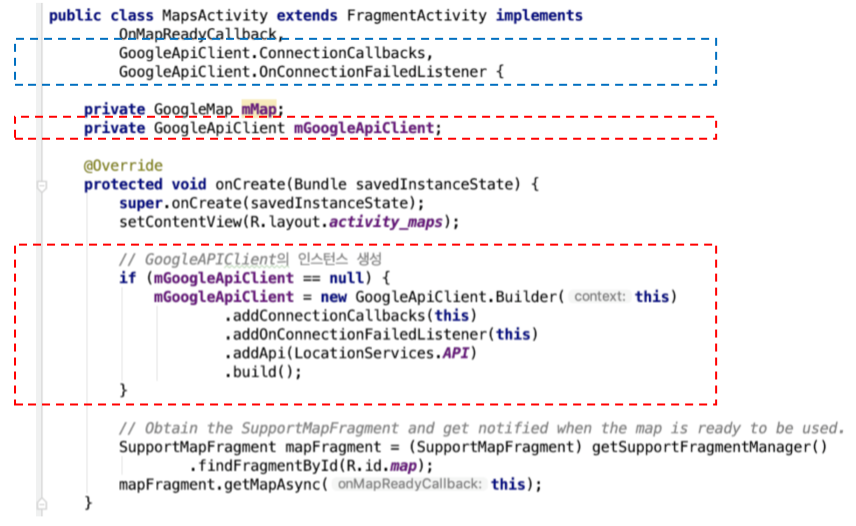 public class MapsActivity extends FragmentActivity implements
OnMapReadyCallback,
GoogleApiClient.ConnectionCallbacks,
GoogleApiClient.OnConnectionFailedListener {
private GoogleMap mMap;
private GoogleApiClient mGoogleApiClient;
@Override
protected void onCreate(Bundle savedInstanceState) {
super.onCreate(savedInstanceState);
setContentView(R.layout.activity_maps);
// GoogleAPIClient의 인스턴스 생성
if (mGoogleApiClient == null) {
mGoogleApiClient = new GoogleApiClient.Builder( context: this)
.addConnectionCallbacks(this)
.addOnConnectionFailedListener(this)
.addApi(LocationServices.API)
.build();
}
// Obtain the SupportMapFragment and get notified when the map is ready to be used.
SupportMapFragment mapFragment = (SupportMapFragment) getSupportFragmentManager()
.findFragmentById(R.id.map);
mapFragment.getMapAsync( onMapReadyCallback: this);
}